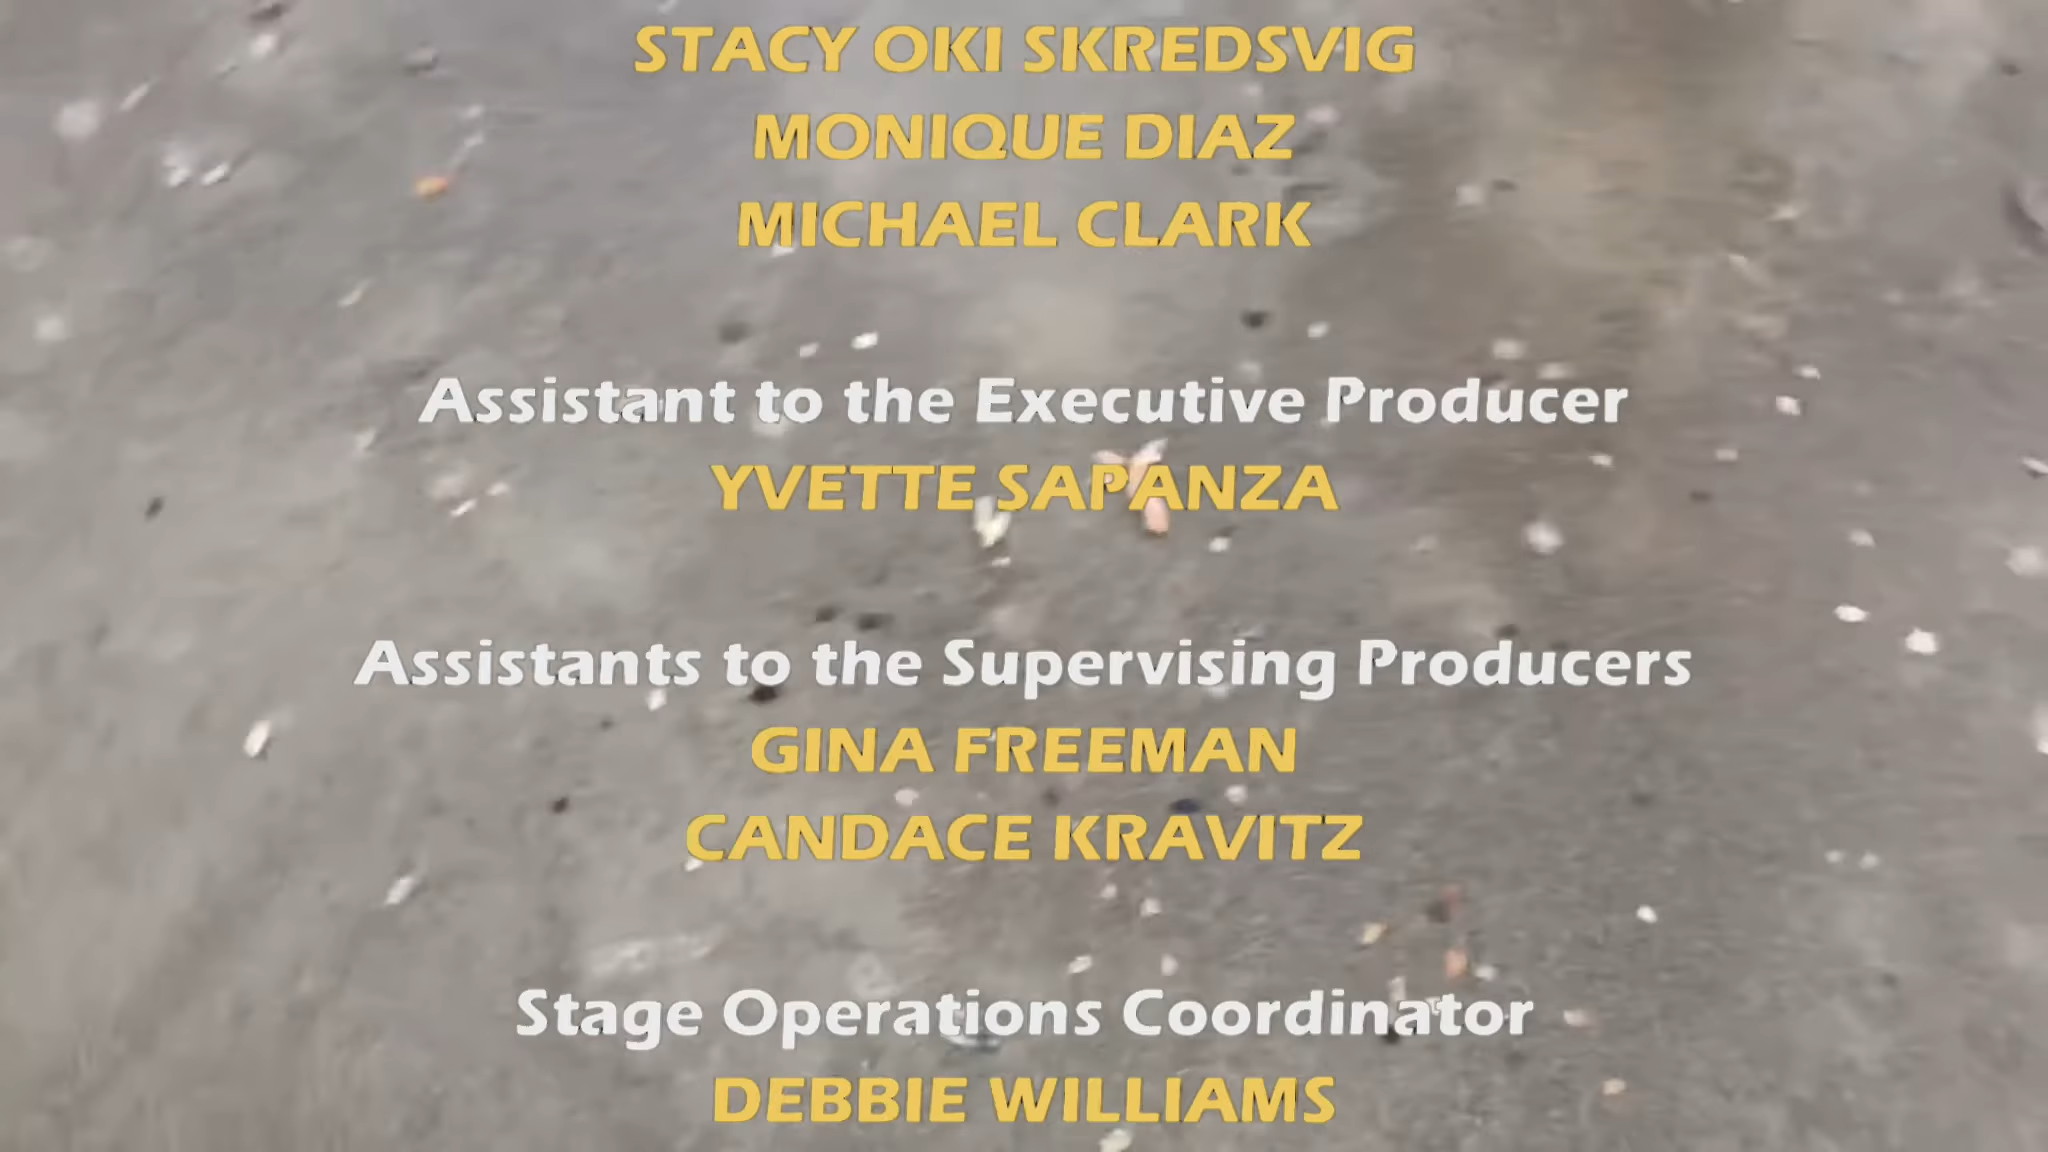 STACY OKI SKREDSVIG
MONIQUE DIAZ
MICHAEL CLARK
Assistant to the Executive Producer
YVETTE SAPANZA
Assistants to the Supervising Producers
GINA FREEMAN
CANDACE KRAVITZ
Stage Operations Coordinator
DEBBIE WILLIAMS